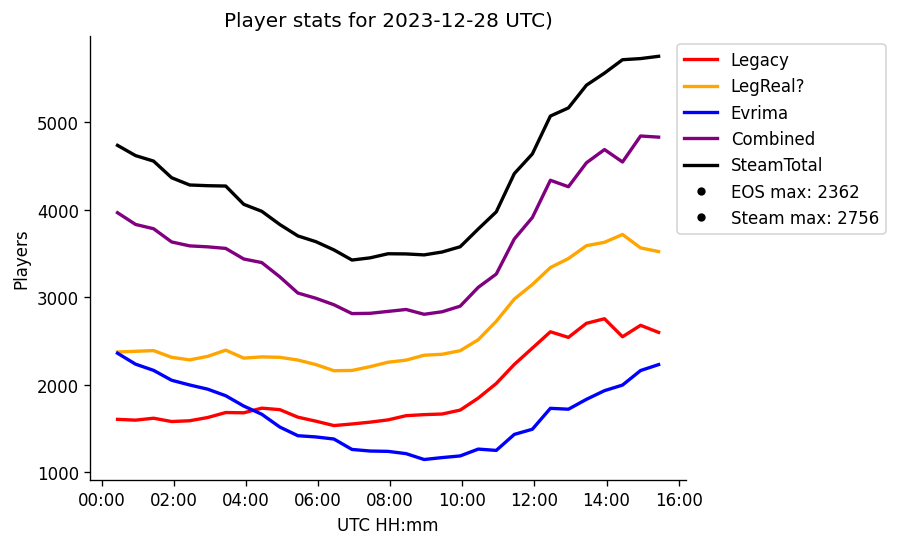 Player stats for 2023-12-28 UTC)
Legacy
LegReal?
Evrima
Combined
SteamTotal
EOS max: 2362
Steam max: 2756
Players
5000
4000
3000
2000
1000
00:00 02:00 04:00 06:00 08:00 10:00 12:00 14:00 16:00
UTC HH:mm